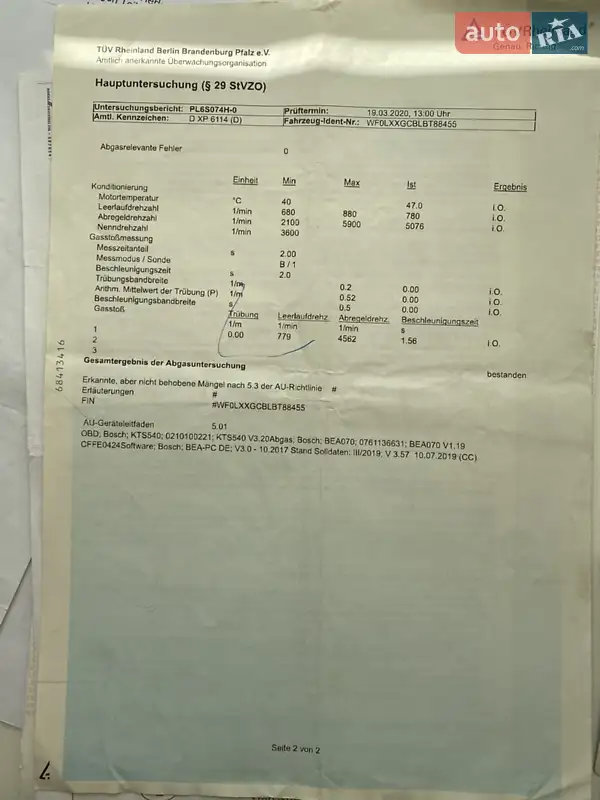 auto RIA .com
TÜV Rheinland Berlin Brandenburg Pfalz e.V.
Amtlich anerkannte Überwachungsorganisation
Genau.
Hauptuntersuchung (§ 29 StVZO)
Untersuchungsbericht: PL6S074H-0 Prüftermin: 19.03.2020, 13:00 Uhr
Amtl. Kennzeichen: D XP 6114 (D) Fahrzeug-Ident-Nr.: WF0LXXGCBLBT88455
Abgasrelevante Fehler 0
Einheit Min Max Ist Ergebnis
Konditionierung
Motortemperatur °C 40 47.0 i.O.
Leerlaufdrehzahl 1/min 680 880 780 i.O.
Abregeldrehzahl 1/min 2100 5900 5076 i.O.
Nenndrehzahl 1/min 3600
Gasstoßmessung
Messzeitanteil s 2.00
Messmodus / Sonde B / 1
Beschleunigungszeit s 2.0
Trübungsbandbreite 1/m 0.2 0.00 i.O.
Arithm. Mittelwert der Trübung (P) 1/m 0.52 0.00 i.O.
Beschleunigungsbandbreite s 0.5 0.00 i.O.
Gasstoß Trübung Leerlaufdrehz. Abregeldrehz. Beschleunigungszeit
1/m 1/min 1/min s
1 0.00 779 4562 1.56 i.O.
2
3
Gesamtergebnis der Abgasuntersuchung bestanden
Erkannte, aber nicht behobene Mängel nach 5.3 der AU-Richtlinie #
Erläuterungen #
FIN #WF0LXXGCBLBT88455
AU-Geräteleitfaden 5.01
OBD; Bosch; KTS540; 0210100221; KTS540 V3.20Abgas; Bosch; BEA070; 0761136631; BEA070 V1.19
CFFE0424Software; Bosch; BEA-PC DE; V3.0 - 10.2017 Stand Solldaten: III/2019, V 3.57 10.07.2019 (CC)
68413416
Seite 2 von 2